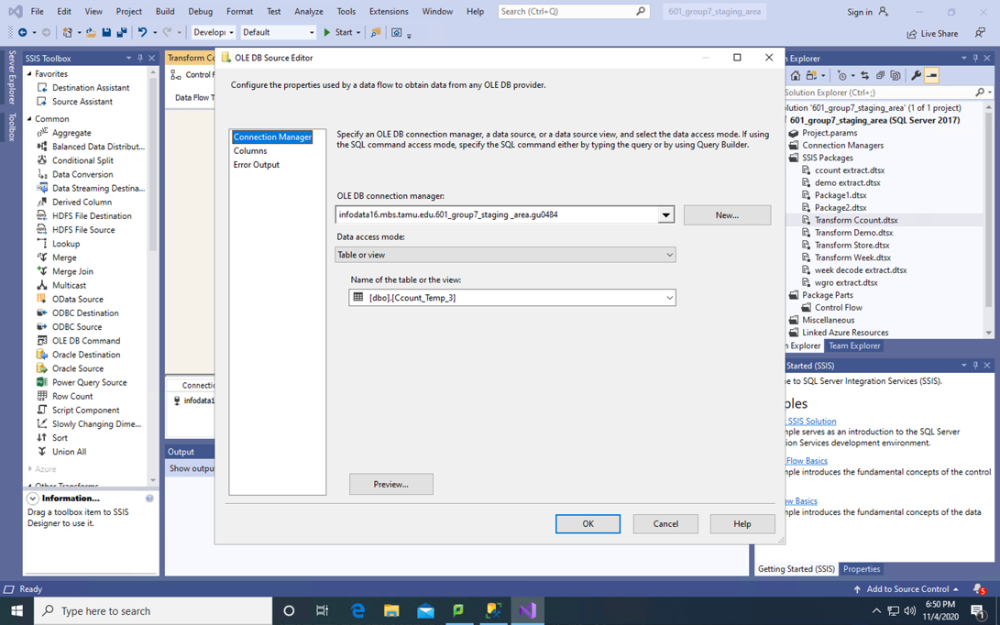 File Edit View Project Build Debug Format Test Analyze Tools Extensions Window Help Search (Ctrl+;) 601_group7_staging_area Sign in
Developi Default Start Live Share
Server Explorer
Toolbox
SSIS Toolbox
Favorites
Destination Assistant
Source Assistant
Common
Aggregate
Balanced Data Distribut...
Conditional Split
Data Conversion
Data Streaming Destina...
Derived Column
HDFS File Destination
HDFS File Source
Lookup
Merge
Merge Join
Multicast
OData Source
ODBC Destination
ODBC Source
OLE DB Command
Oracle Destination
Oracle Source
Power Query Source
Row Count
Script Component
Slowly Changing Dime...
Sort
Union All
Azure
Other Transforms
Information...
Drag a toolbox item to SSIS
Designer to use it.
Transform Cc
Control F
Data Flow T
Connectio
infodata1
Output
Show outpu
OLE DB Source Editor
Configure the properties used by a data flow to obtain data from any OLE DB provider.
Connection Manager
Columns
Error Output
Specify an OLE DB connection manager, a data source, or a data source view, and select the data access mode. If using
the SQL command access mode, specify the SQL command either by typing the query or by using Query Builder.
OLE DB connection manager:
infodata16.mbs.tamu.edu.601_group7_staging _area.gu0484 New...
Data access mode:
Table or view
Name of the table or the view:
[dbo].[Ccount_Temp_3]
Preview...
OK Cancel Help
n Explorer
Solution Explorer (Ctrl+;)
olution '601_group7_staging_area' (1 of 1 project)
601_group7_staging_area (SQL Server 2017)
Project.params
Connection Managers
SSIS Packages
ccount extract.dtsx
demo extract.dtsx
Package1.dtsx
Package2.dtsx
Transform Ccount.dtsx
Transform Demo.dtsx
Transform Store.dtsx
Transform Week.dtsx
week decode extract.dtsx
wgro extract.dtsx
Package Parts
Control Flow
Miscellaneous
Linked Azure Resources
n Explorer Team Explorer
Started (SSIS)
ne to SQL Server Integration Services (SSIS).
ples
SSIS Solution
mple serves as an introduction to the SQL Server
tion Services development environment.
Flow Basics
mple introduces the fundamental concepts of the control
ow Basics
mple introduces the fundamental concepts of the data
Getting Started (SSIS) Properties
Ready Add to Source Control 5
Type here to search 6:50 PM
11/4/2020 1